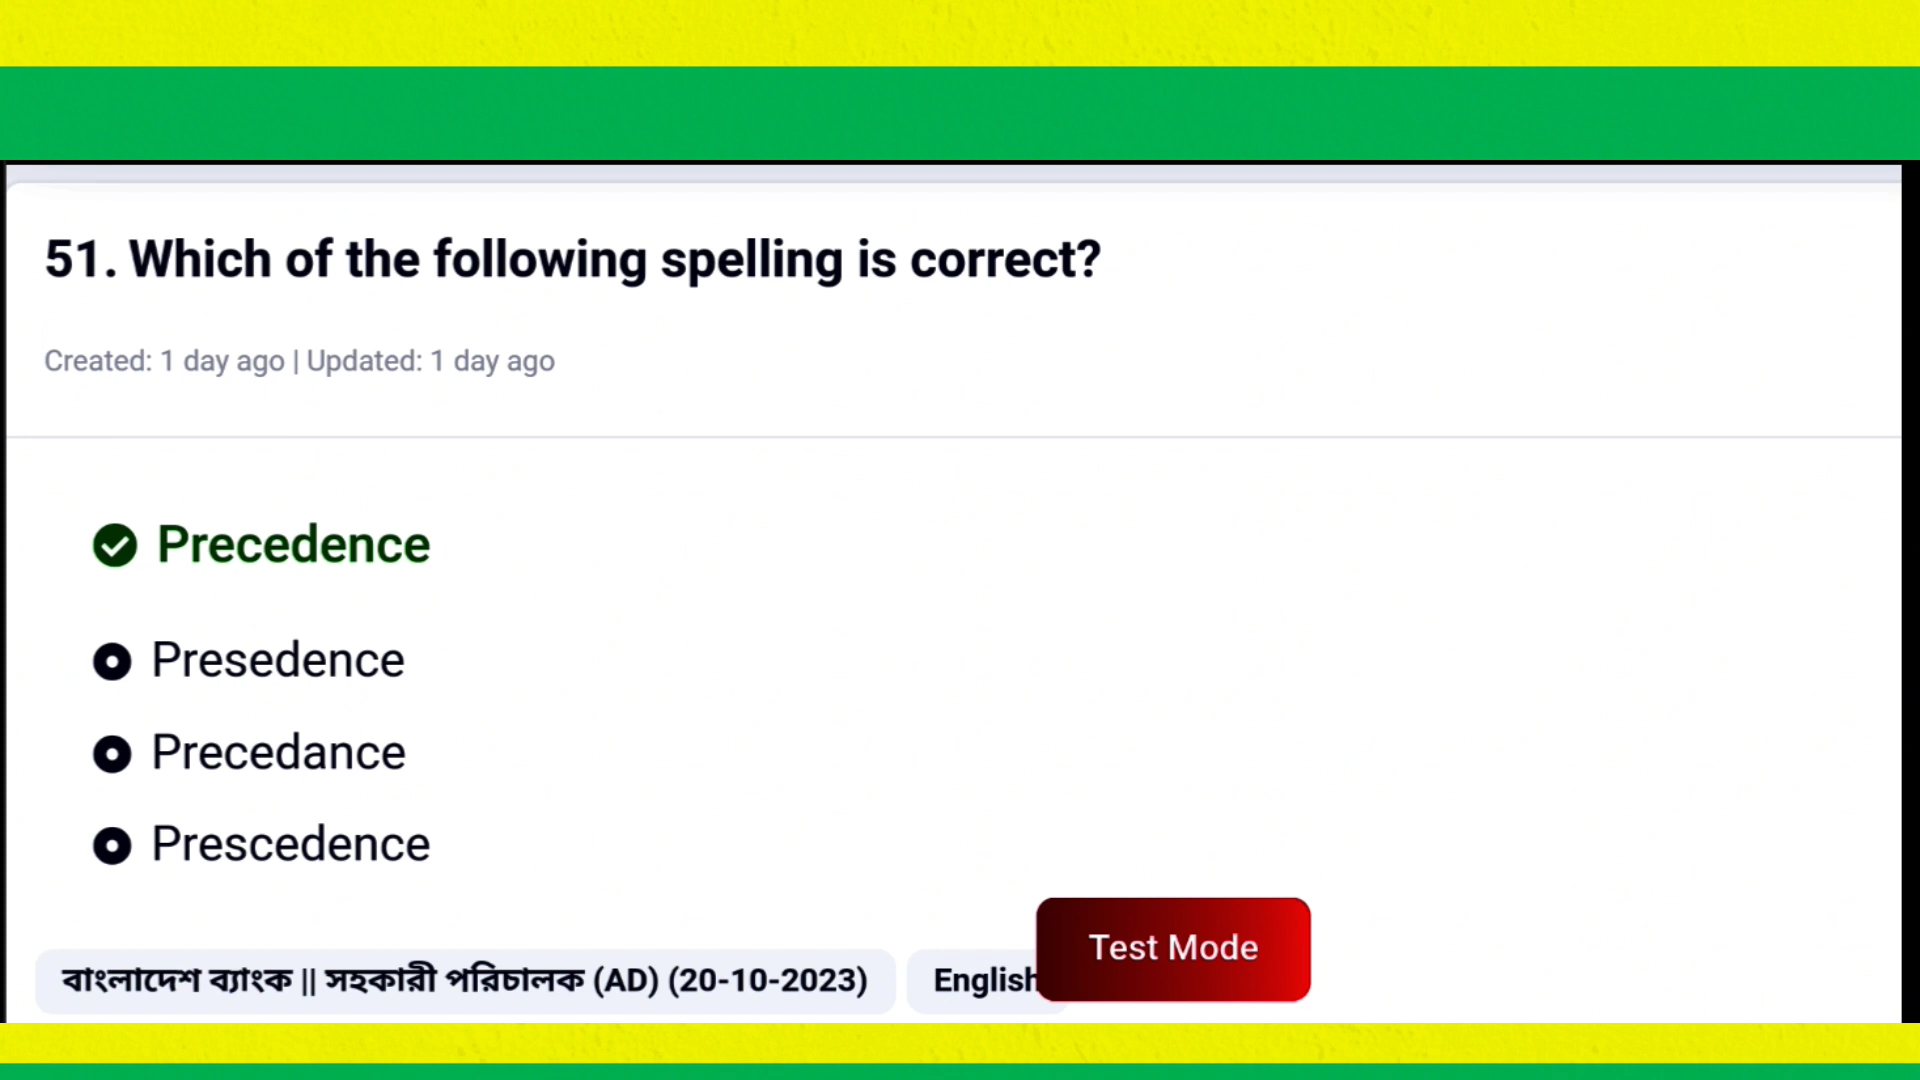 51. Which of the following spelling is correct?
Created: 1 day ago | Updated: 1 day ago
Precedence
Presedence
Precedance
Prescedence
বাংলাদেশ ব্যাংক || সহকারী পরিচালক (AD) (20-10-2023) English
Test Mode